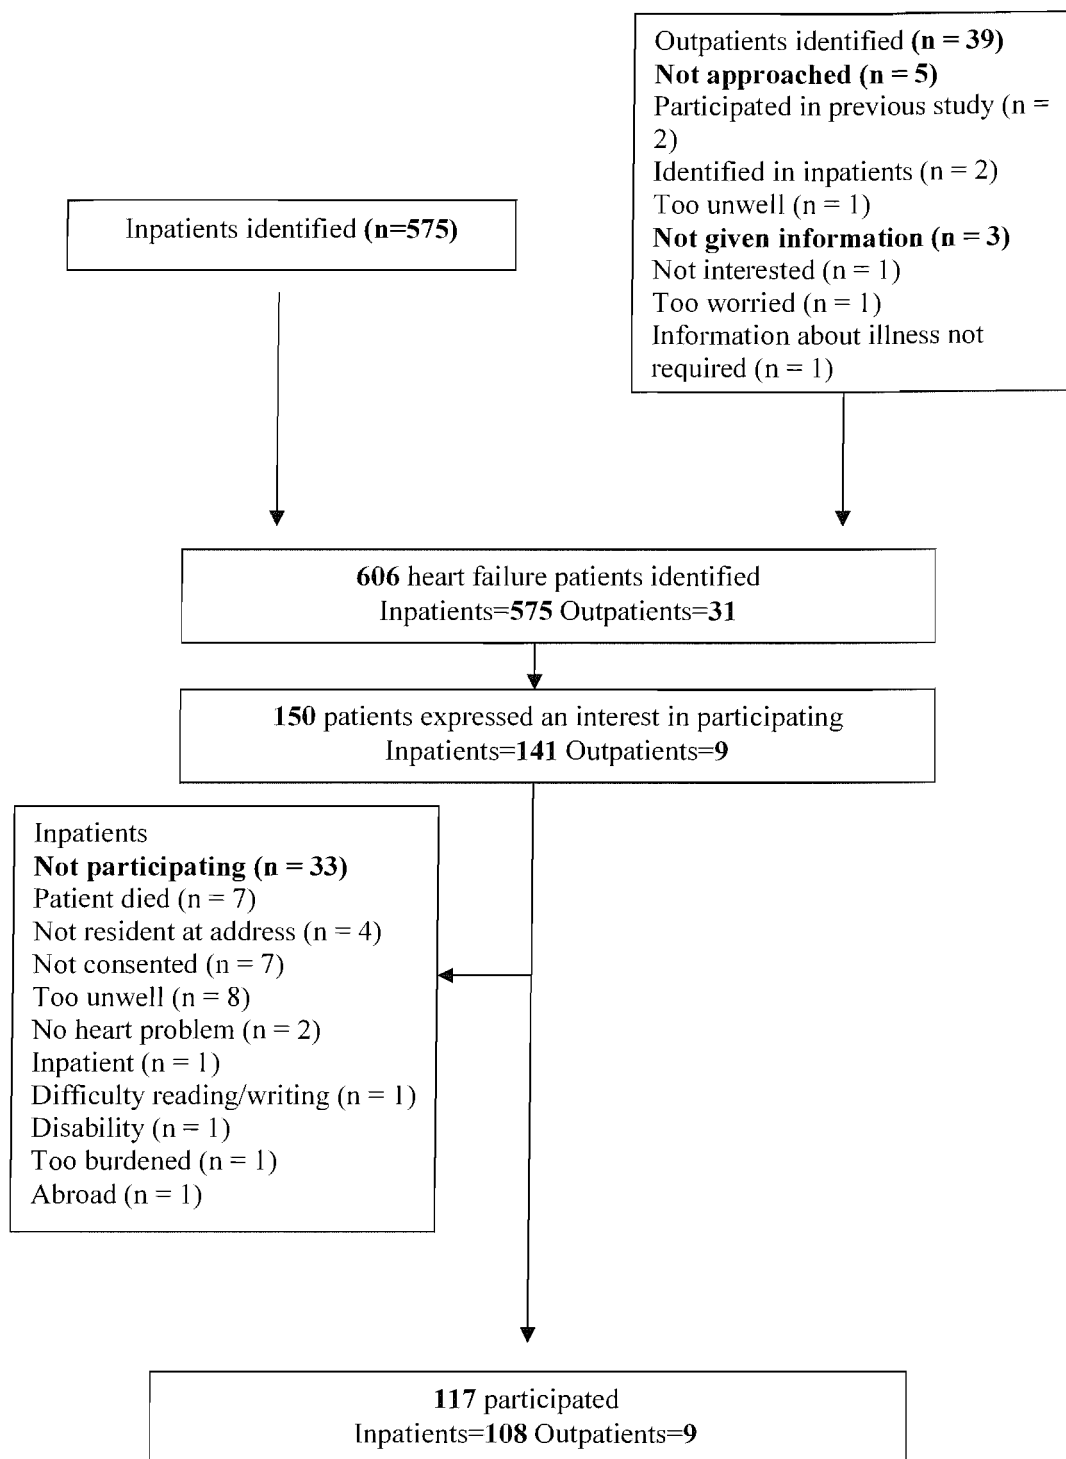 Outpatients identified (n = 39)
Not approached (n = 5)
Participated in previous study (n =
2)
Identified in inpatients (n = 2)
Too unwell (n = 1)
Not given information (n = 3)
Not interested (n = 1)
Too worried (n = 1)
Information about illness not
required (n = 1)
Inpatients identified (n=575)
606 heart failure patients identified
Inpatients=575 Outpatients=31
150 patients expressed an interest in participating
Inpatients=141 Outpatients=9
Inpatients
Not participating (n = 33)
Patient died (n = 7)
Not resident at address (n = 4)
Not consented (n = 7)
Too unwell (n = 8)
No heart problem (n = 2)
Inpatient (n = 1)
Difficulty reading/writing (n = 1)
Disability (n = 1)
Too burdened (n = 1)
Abroad (n = 1)
117 participated
Inpatients=108 Outpatients=9